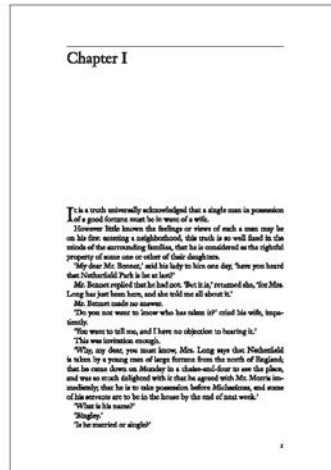 Chapter I
It is a truth universally acknowledged that a single man in possession
of a good fortune must be in want of a wife.
However little known the feelings or views of such a man may be
on his first entering a neighborhood, this truth is so well fixed in the
minds of the surrounding families, that he is considered as the rightful
property of some one or other of their daughters.
'My dear Mr. Bennet,' said his lady to him one day, 'have you heard
that Netherfield Park is let at last?'
Mr. Bennet replied that he had not. 'But it is,' returned she, 'for Mrs.
Long has just been here, and she told me all about it.'
Mr. Bennet made no answer.
'Do you not want to know who has taken it?' cried his wife, impa-
tiently.
'You want to tell me, and I have no objection to hearing it.'
This was invitation enough.
'Why, my dear, you must know, Mrs. Long says that Netherfield
is taken by a young man of large fortune from the north of England;
that he came down on Monday in a chaise-and-four to see the place,
and was so much delighted with it that he agreed with Mr. Morris im-
mediately; that he is to take possession before Michaelmas, and some
of his servants are to be in the house by the end of next week.'
'What is his name?'
'Bingley.'
'Is he married or single?'